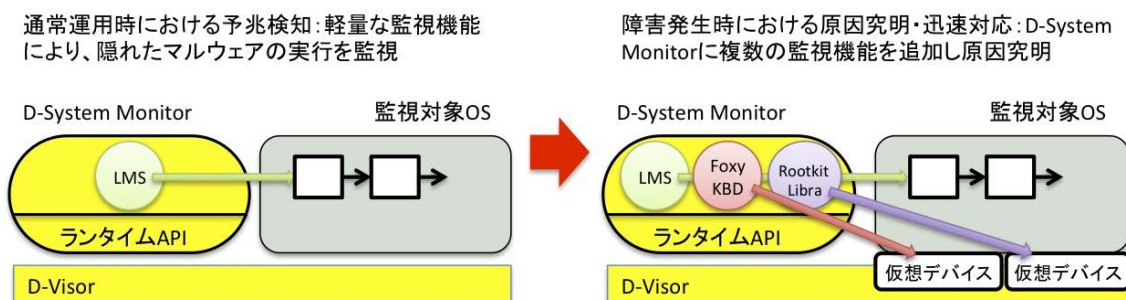 通常運用時における予兆検知：軽量な監視機能
により、隠れたマルウェアの実行を監視
D-System Monitor
監視対象OS
LMS
ランタイムAPI
D-Visor
障害発生時における原因究明・迅速対応：D-System
Monitorに複数の監視機能を追加し原因究明
D-System Monitor
監視対象OS
LMS
Foxy
KBD
Rootkit
Libra
ランタイムAPI
仮想デバイス
仮想デバイス
D-Visor